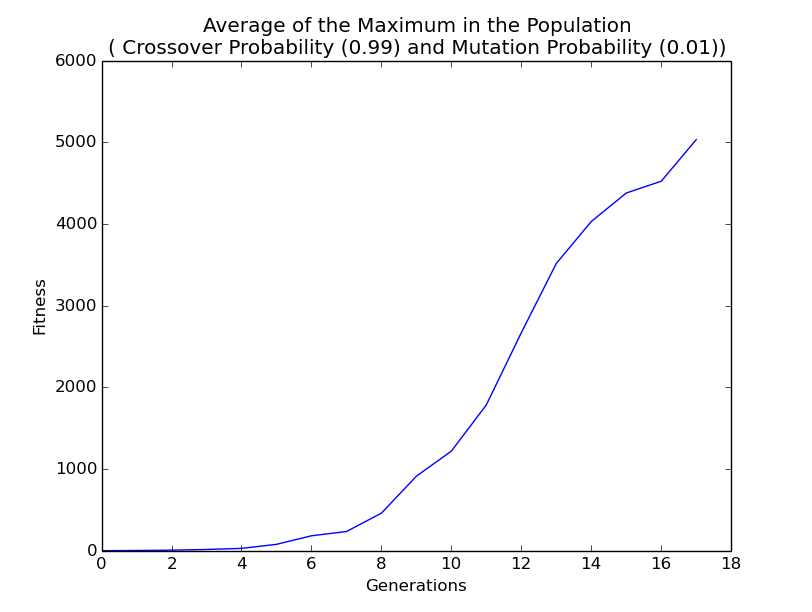 Average of the Maximum in the Population
( Crossover Probability (0.99) and Mutation Probability (0.01))
6000
5000
4000
3000
2000
1000
0
Fitness
0 2 4 6 8 10 12 14 16 18
Generations